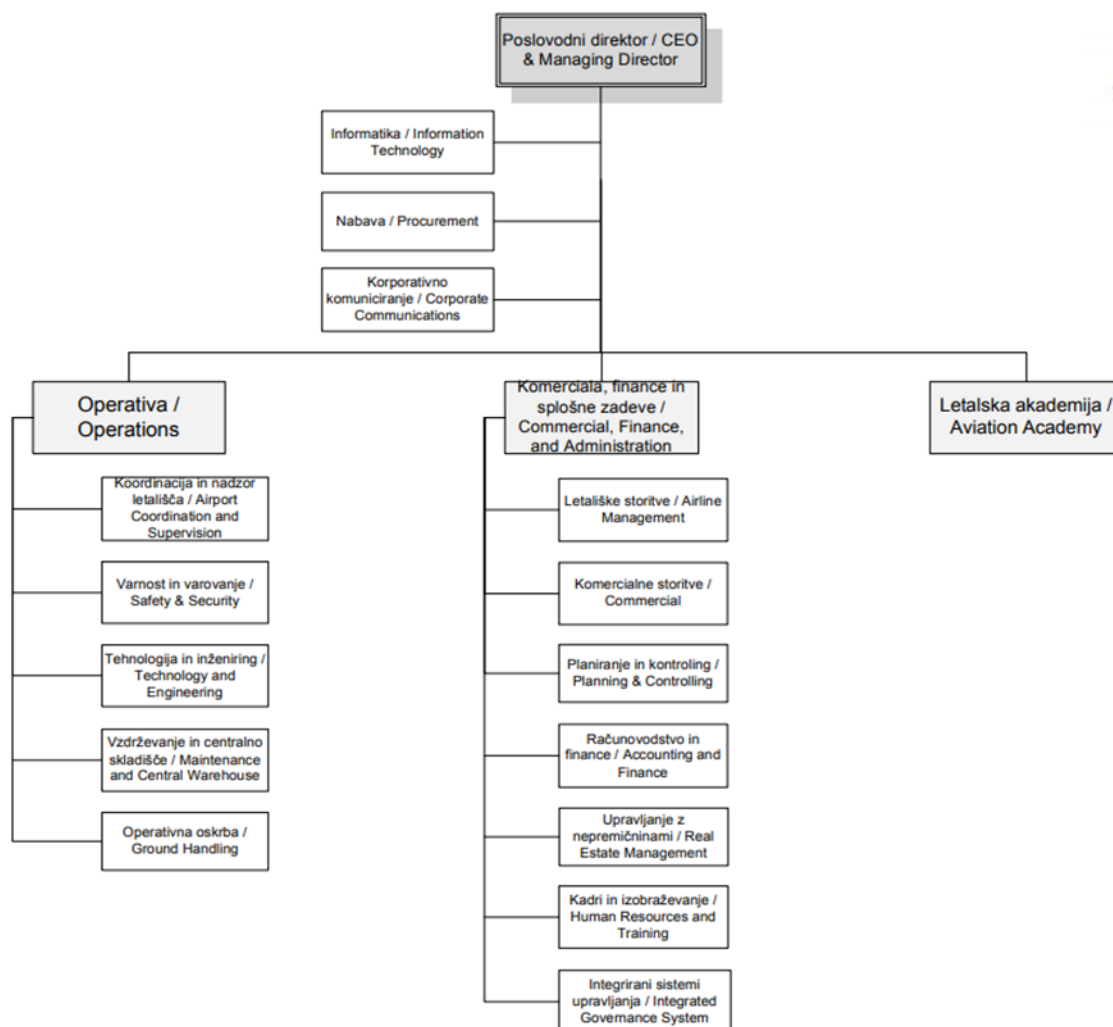 Poslovodni direktor / CEO
& Managing Director
Informatika / Information
Technology
Nabava / Procurement
Korporativno
komuniciranje / Corporate
Communications
Operativa /
Operations
Koordinacija in nadzor
letališča / Airport
Coordination and
Supervision
Varnost in varovanje /
Safety & Security
Tehnologija in inženiring /
Technology and
Engineering
Vzdrževanje in centralno
skladišče / Maintenance
and Central Warehouse
Operativna oskrba /
Ground Handling
Komerciala, finance in
splošne zadeve /
Commercial, Finance,
and Administration
Letališke storitve / Airline
Management
Komercialne storitve /
Commercial
Planiranje in kontroling /
Planning & Controlling
Računovodstvo in
finance / Accounting and
Finance
Upravljanje z
nepremičninami / Real
Estate Management
Kadri in izobraževanje /
Human Resources and
Training
Integrirani sistemi
upravljanja / Integrated
Governance System
Letalska akademija /
Aviation Academy